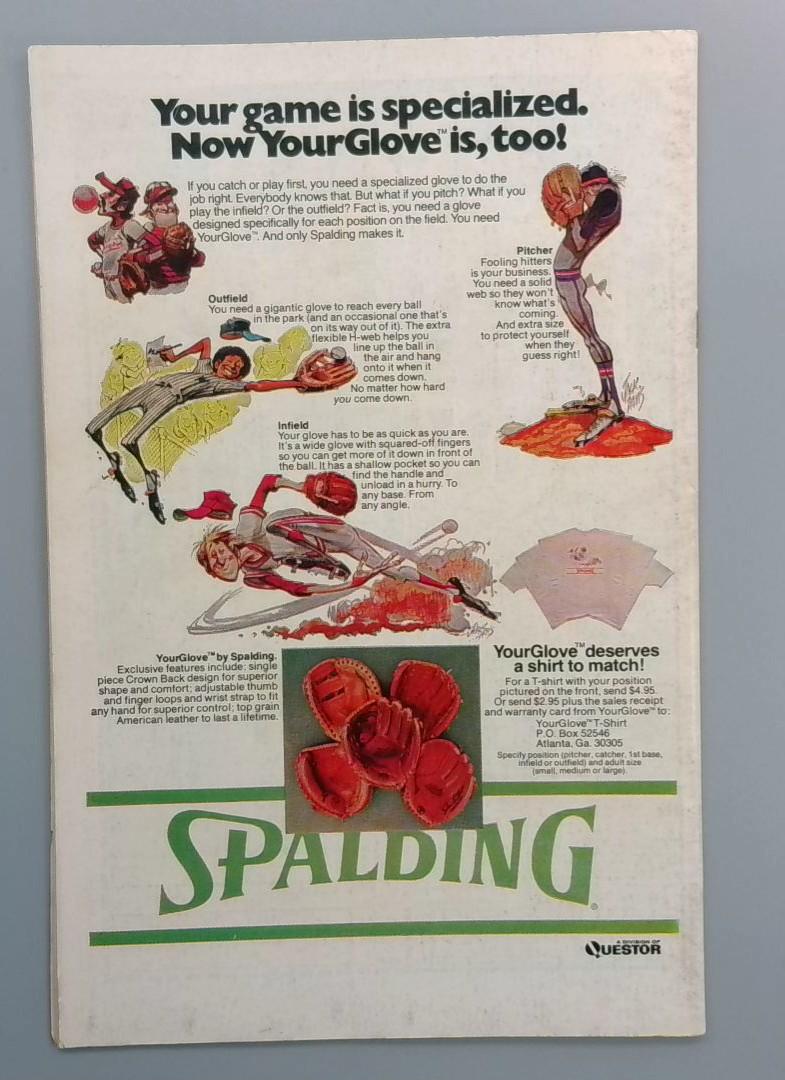 Your game is specialized.
Now YourGlove™ is, too!
If you catch or play first, you need a specialized glove to do the
job right. Everybody knows that. But what if you pitch? What if you
play the infield? Or the outfield? Fact is, you need a glove
designed specifically for each position on the field. You need
YourGlove™. And only Spalding makes it.
Pitcher
Fooling hitters
is your business.
You need a solid
web so they won't
know what's
coming.
And extra size
to protect yourself
when they
guess right!
Outfield
You need a gigantic glove to reach every ball
in the park (and an occasional one that's
on its way out of it). The extra
flexible H-web helps you
line up the ball in
the air and hang
onto it when it
comes down.
No matter how hard
you come down.
Infield
Your glove has to be as quick as you are.
It's a wide glove with squared-off fingers
so you can get more of it down in front of
the ball. It has a shallow pocket so you can
find the handle and
unload in a hurry. To
any base. From
any angle.
YourGlove™ by Spalding.
Exclusive features include: single
piece Crown Back design for superior
shape and comfort; adjustable thumb
and finger loops and wrist strap to fit
any hand for superior control; top grain
American leather to last a lifetime.
YourGlove™ deserves
a shirt to match!
For a T-shirt with your position
pictured on the front, send $4.95.
Or send $2.95 plus the sales receipt
and warranty card from YourGlove™ to:
YourGlove™ T-Shirt
P.O. Box 52546
Atlanta, Ga. 30305
Specify position (pitcher, catcher, 1st base,
infield or outfield) and adult size
(small, medium or large).
SPALDING®
A DIVISION OF
QUESTOR